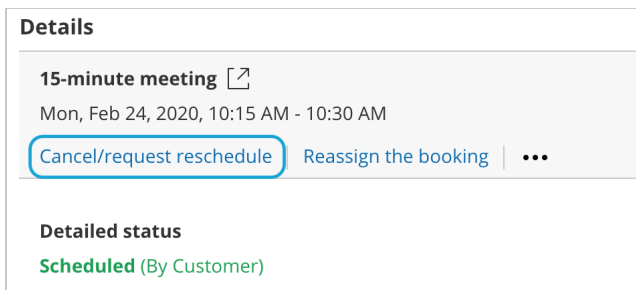 Details
15-minute meeting
Mon, Feb 24, 2020, 10:15 AM - 10:30 AM
Cancel/request reschedule Reassign the booking •••
Detailed status
Scheduled (By Customer)